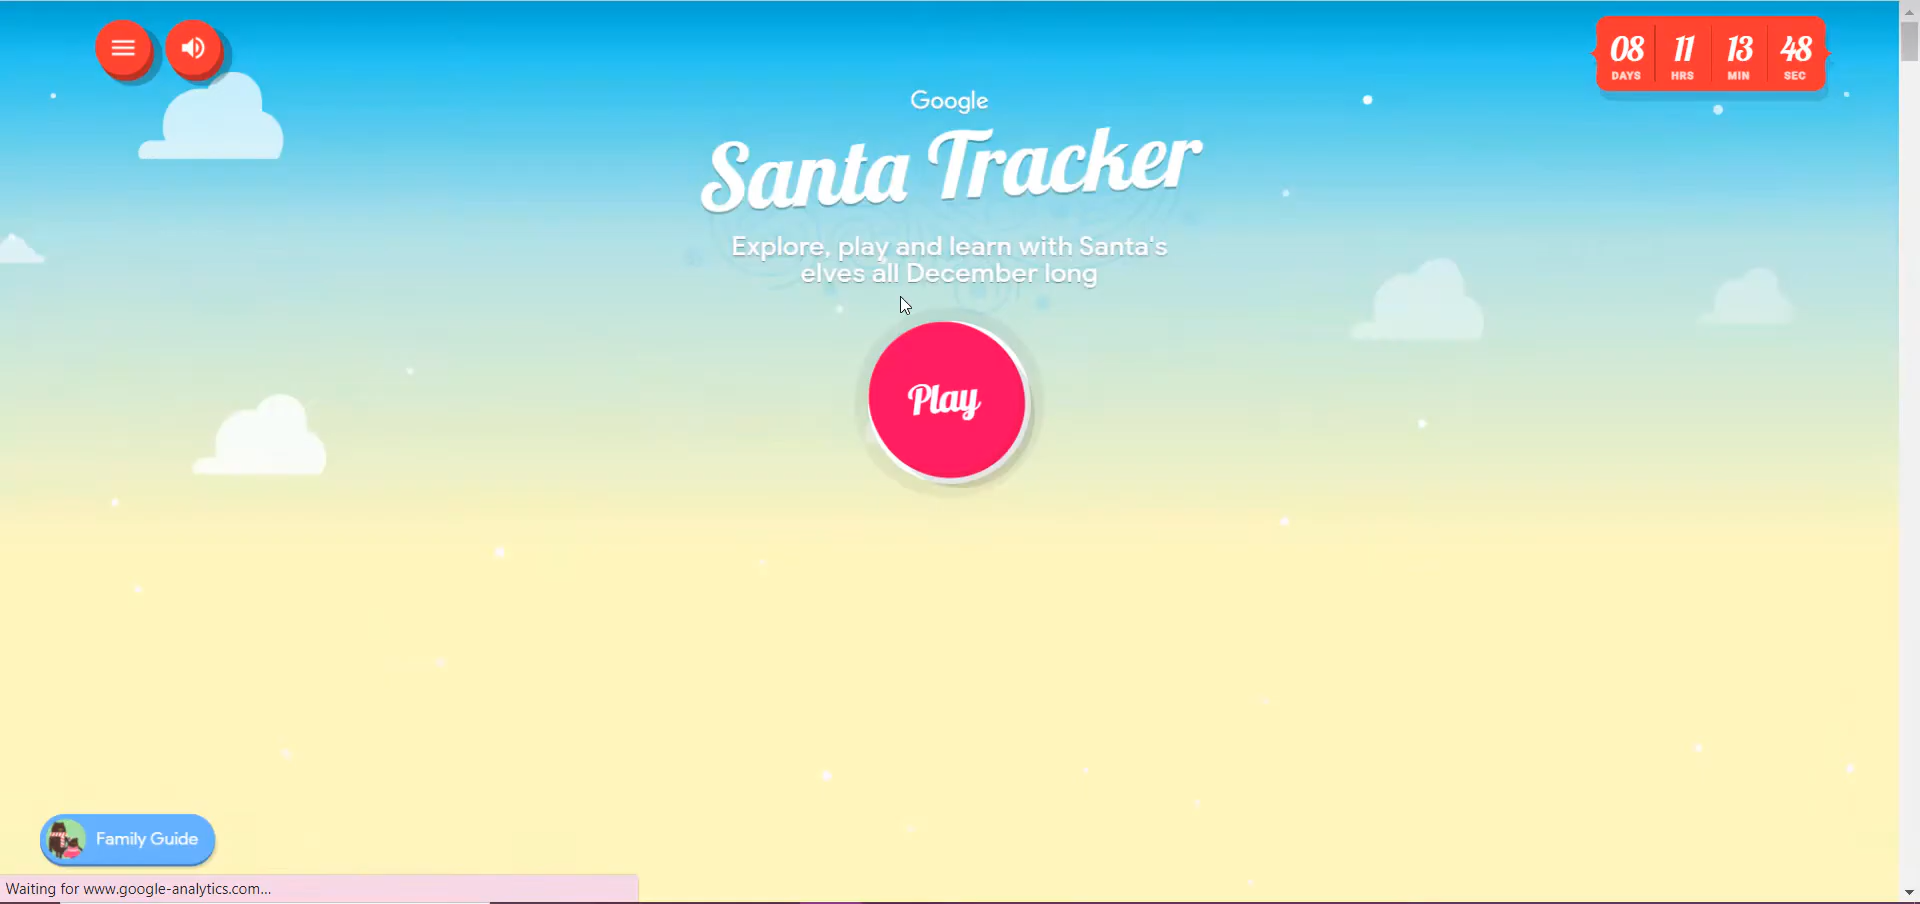 08 11 13 48
DAYS HRS MIN SEC
Google
Santa Tracker
Explore, play and learn with Santa's
elves all December long
Play
Family Guide
Waiting for www.google-analytics.com...